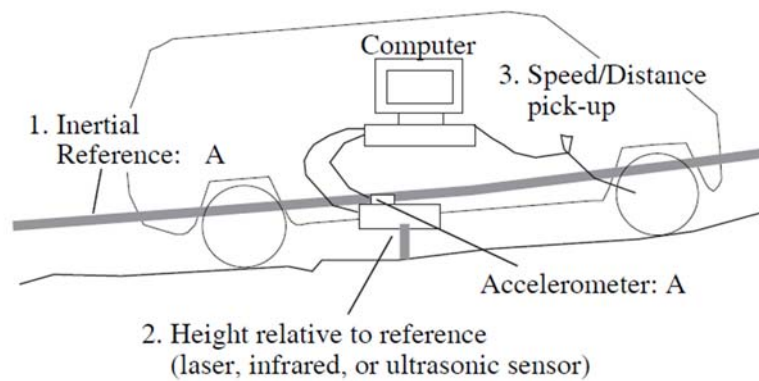 Computer
3. Speed/Distance
pick-up
1. Inertial
Reference: A
Accelerometer: A
2. Height relative to reference
(laser, infrared, or ultrasonic sensor)